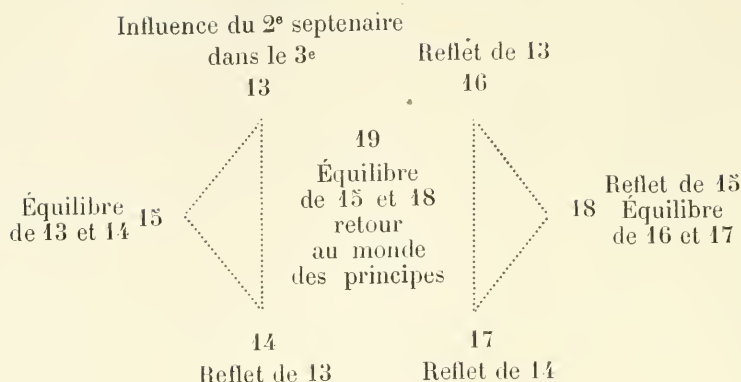 Influence du 2e septenaire
dans le 3e
13
Reflet de 13
16
Équilibre
de 13 et 14
15
19
Équilibre
de 15 et 18
retour
au monde
des principes
18
Reflet de 15
Équilibre
de 16 et 17
14
Reflet de 13
17
Reflet de 14